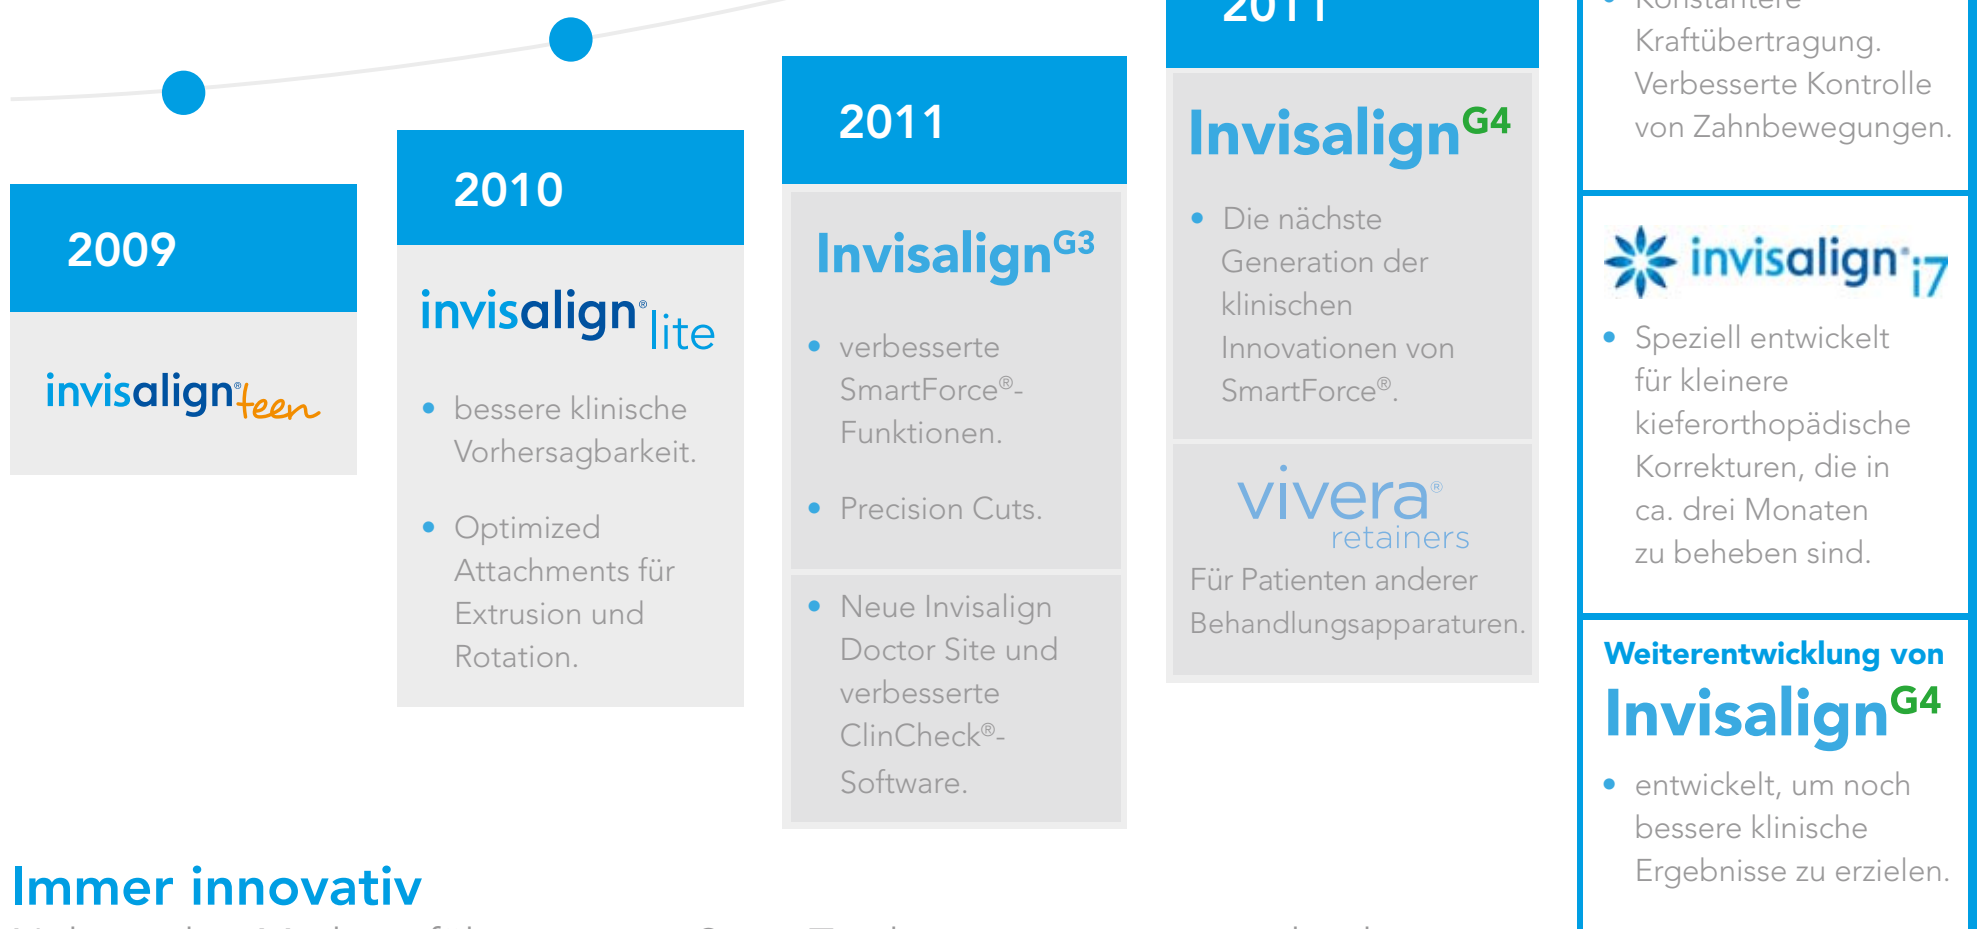 2009
invisalign® teen
2010
invisalign® lite
• bessere klinische
Vorhersagbarkeit.
• Optimized
Attachments für
Extrusion und
Rotation.
2011
InvisalignG3
• verbesserte
SmartForce®-
Funktionen.
• Precision Cuts.
• Neue Invisalign
Doctor Site und
verbesserte
ClinCheck®-
Software.
2011
InvisalignG4
• Die nächste
Generation der
klinischen
Innovationen von
SmartForce®.
vivera®
retainers
Für Patienten anderer
Behandlungsapparaturen.
• Konstantere
Kraftübertragung.
Verbesserte Kontrolle
von Zahnbewegungen.
invisalign® i7
• Speziell entwickelt
für kleinere
kieferorthopädische
Korrekturen, die in
ca. drei Monaten
zu beheben sind.
Weiterentwicklung von
InvisalignG4
• entwickelt, um noch
bessere klinische
Ergebnisse zu erzielen.
Immer innovativ